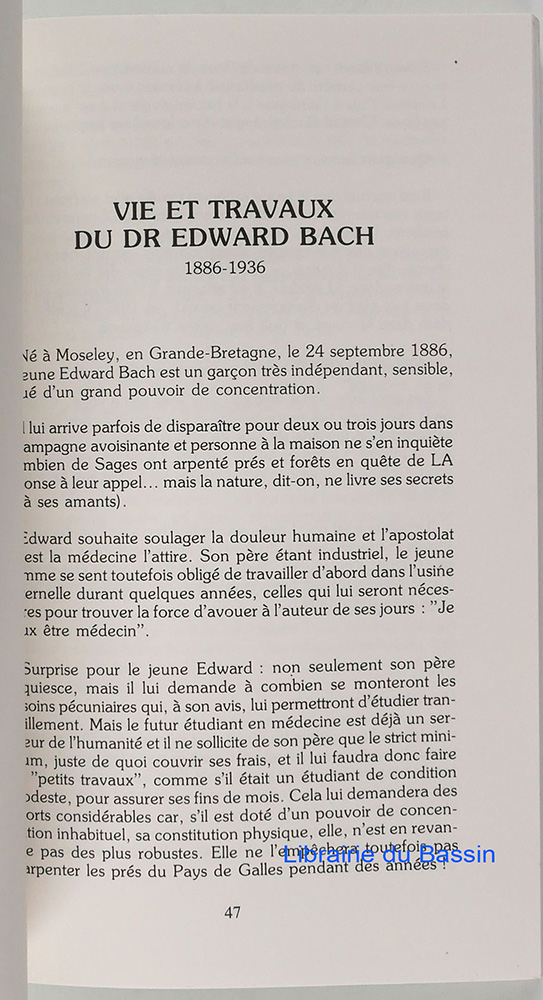 VIE ET TRAVAUX
DU DR EDWARD BACH
1886-1936
Né à Moseley, en Grande-Bretagne, le 24 septembre 1886,
eune Edward Bach est un garçon très indépendant, sensible,
ué d'un grand pouvoir de concentration.
l lui arrive parfois de disparaître pour deux ou trois jours dans
ampagne avoisinante et personne à la maison ne s'en inquiète
mbien de Sages ont arpenté prés et forêts en quête de LA
onse à leur appel... mais la nature, dit-on, ne livre ses secrets
à ses amants).
Edward souhaite soulager la douleur humaine et l'apostolat
est la médecine l'attire. Son père étant industriel, le jeune
mme se sent toutefois obligé de travailler d'abord dans l'usine
ernelle durant quelques années, celles qui lui seront néces-
res pour trouver la force d'avouer à l'auteur de ses jours : "Je
ux être médecin".
Surprise pour le jeune Edward : non seulement son père
quiesce, mais il lui demande à combien se monteront les
soins pécuniaires qui, à son avis, lui permettront d'étudier tran-
illement. Mais le futur étudiant en médecine est déjà un ser-
eur de l'humanité et il ne sollicite de son père que le strict mini-
um, juste de quoi couvrir ses frais, et il lui faudra donc faire
"petits travaux", comme s'il était un étudiant de condition
odeste, pour assurer ses fins de mois. Cela lui demandera des
orts considérables car, s'il est doté d'un pouvoir de concen-
tion inhabituel, sa constitution physique, elle, n'est en revan-
e pas des plus robustes. Elle ne l'empêchera toutefois pas
arpenter les prés du Pays de Galles pendant des années !
Librairie du Bassin
47